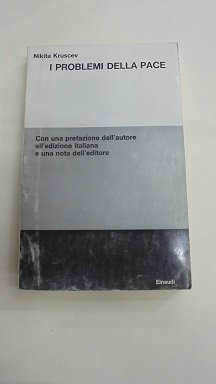 Nikita Kruscev
I PROBLEMI DELLA PACE
Con una prefazione dell'autore
all'edizione italiana
e una nota dell'editore
Einaudi